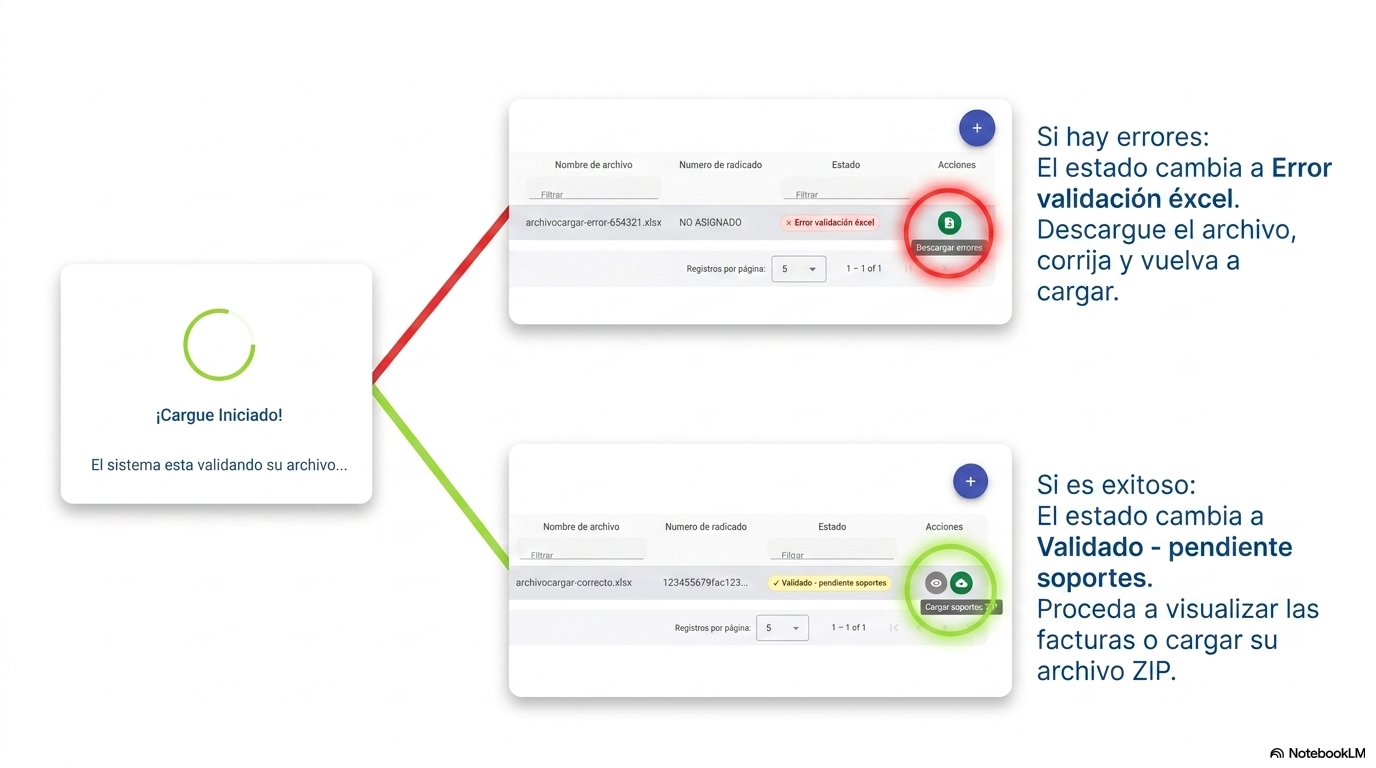 ¡Cargue Iniciado!
El sistema esta validando su archivo...
Nombre de archivo Numero de radicado Estado Acciones
Filtrar Filtrar
archivocargar-error-654321.xlsx NO ASIGNADO × Error validación éxcel
Descargar errores
Registros por página: 5 1 – 1 of 1
Si hay errores:
El estado cambia a Error
validación éxcel.
Descargue el archivo,
corrija y vuelva a
cargar.
Nombre de archivo Numero de radicado Estado Acciones
Filtrar
archivocargar-correcto.xlsx 123455679fac123... ✓ Validado - pendiente soportes
Cargar soportes
Registros por página: 5 1 – 1 of 1
Si es exitoso:
El estado cambia a
Validado - pendiente
soportes.
Proceda a visualizar las
facturas o cargar su
archivo ZIP.
NotebookLM